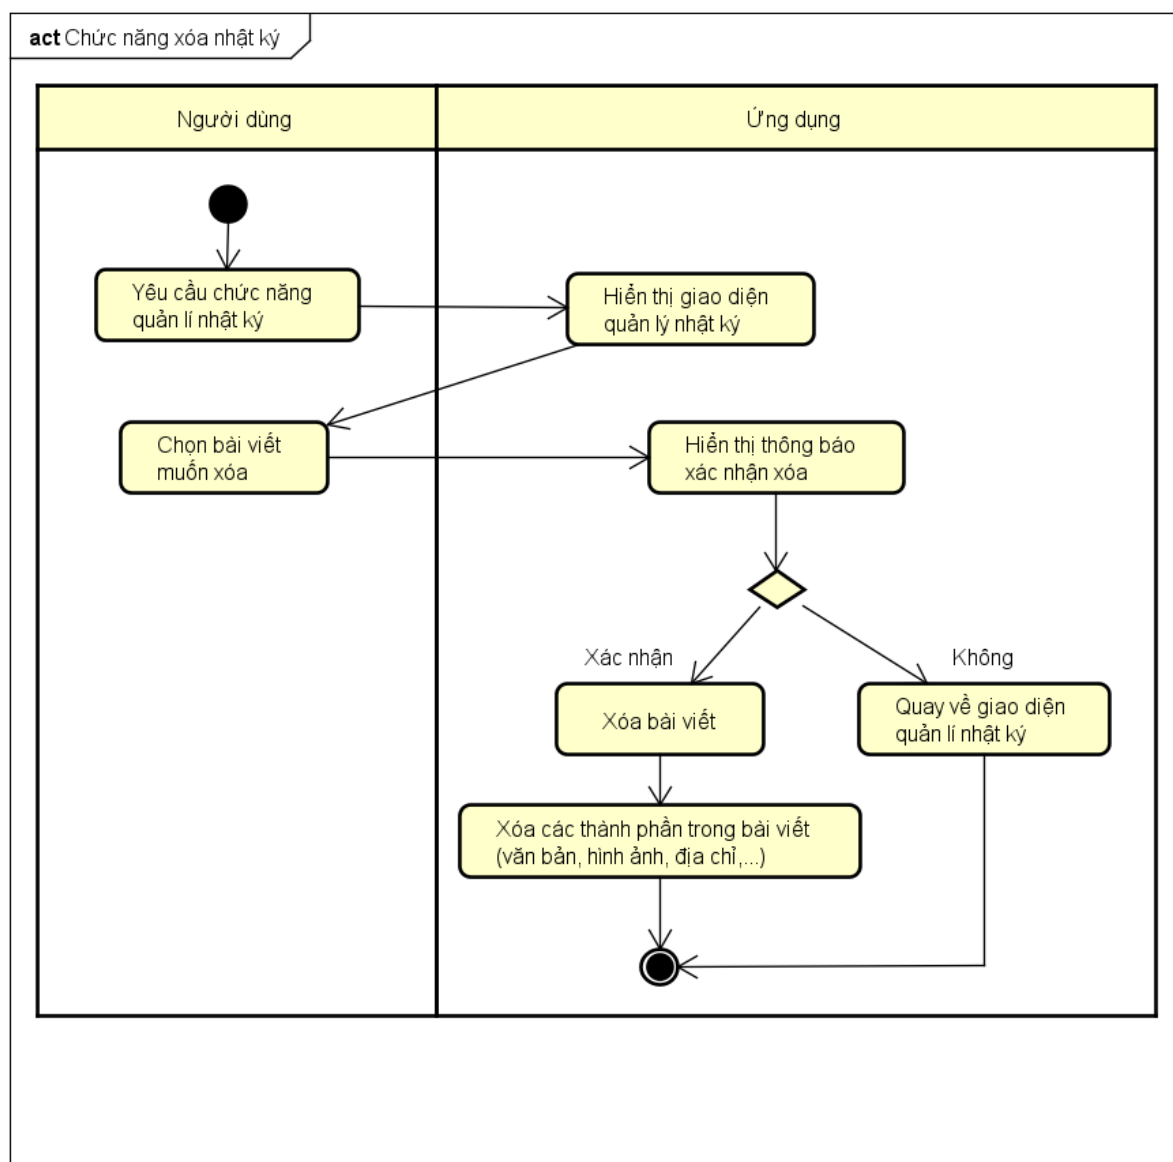 act Chức năng xóa nhật ký
Người dùng
Ứng dụng
Yêu cầu chức năng
quản lí nhật ký
Hiển thị giao diện
quản lý nhật ký
Chọn bài viết
muốn xóa
Hiển thị thông báo
xác nhận xóa
Xác nhận
Không
Xóa bài viết
Quay về giao diện
quản lí nhật ký
Xóa các thành phần trong bài viết
(văn bản, hình ảnh, địa chỉ,...)